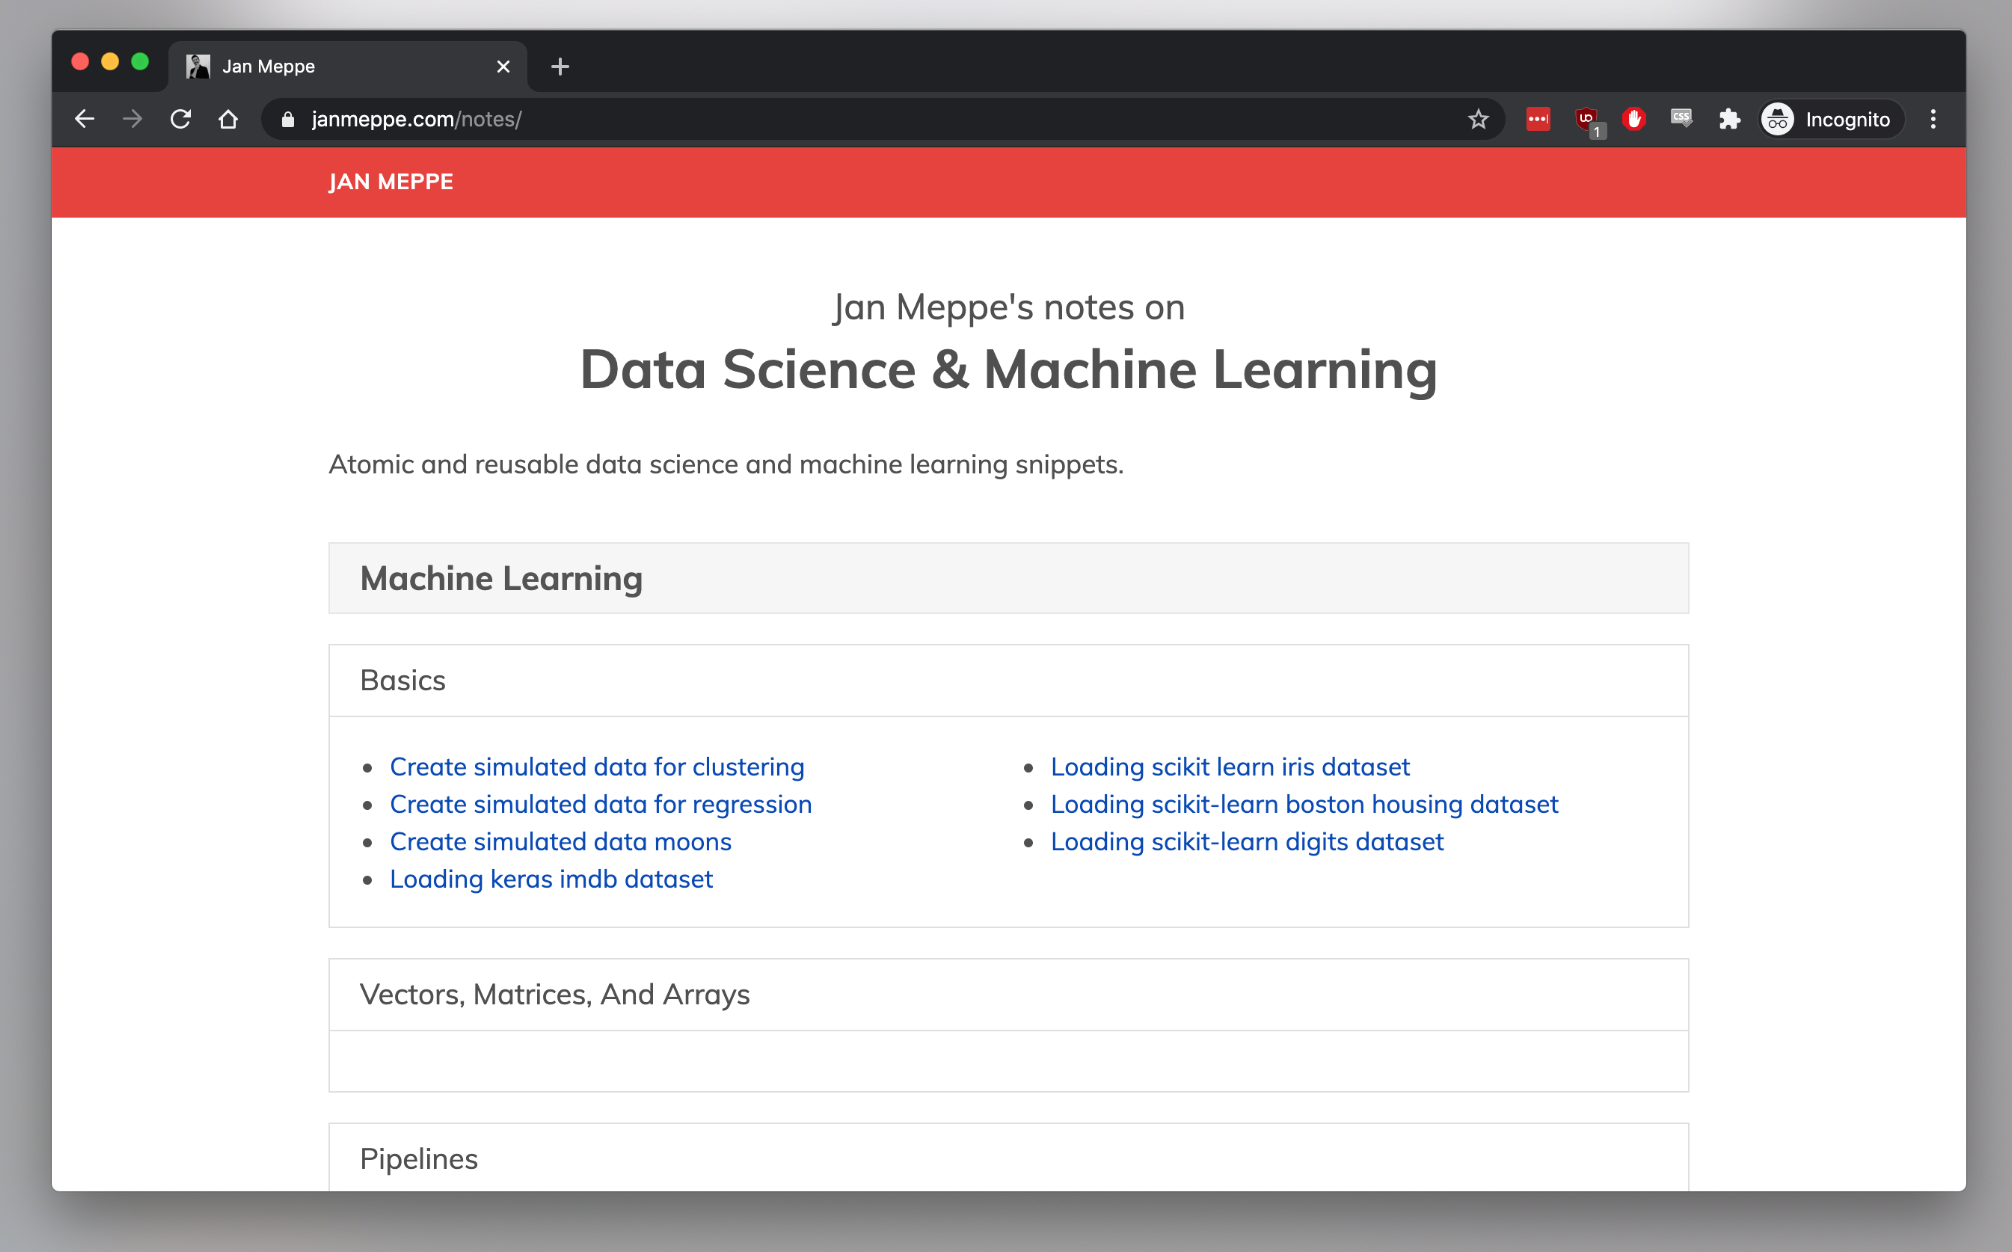 Jan Meppe
janmeppe.com/notes/
CSS
1
Incognito
JAN MEPPE
Jan Meppe's notes on
Data Science & Machine Learning
Atomic and reusable data science and machine learning snippets.
Machine Learning
Basics
Create simulated data for clustering
Create simulated data for regression
Create simulated data moons
Loading keras imdb dataset
Loading scikit learn iris dataset
Loading scikit-learn boston housing dataset
Loading scikit-learn digits dataset
Vectors, Matrices, And Arrays
Pipelines